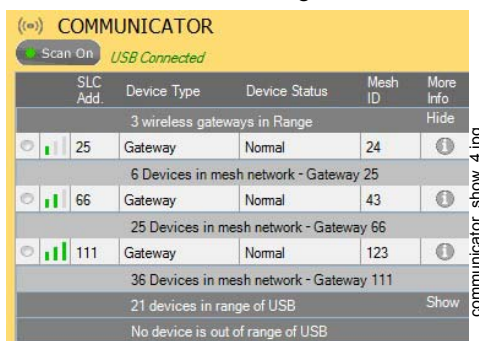 COMMUNICATOR
Scan On USB Connected
SLC Add. Device Type Device Status Mesh ID More Info
3 wireless gateways in Range Hide
25 Gateway Normal 24
6 Devices in mesh network - Gateway 25
66 Gateway Normal 43
25 Devices in mesh network - Gateway 66
111 Gateway Normal 123
36 Devices in mesh network - Gateway 111
21 devices in range of USB Show
No device is out of range of USB
communicator_show_4.jpg